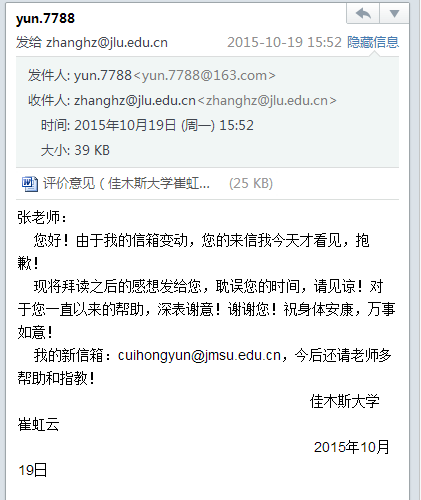 yun.7788
发给 zhanghz@jlu.edu.cn 2015-10-19 15:52 隐藏信息
发件人: yun.7788<yun.7788@163.com>
收件人: zhanghz@jlu.edu.cn<zhanghz@jlu.edu.cn>
时间: 2015年10月19日 (周一) 15:52
大小: 39 KB
评价意见（佳木斯大学崔虹... (25 KB)
张老师：
您好！由于我的信箱变动，您的来信我今天才看见，抱
歉！
现将拜读之后的感想发给您，耽误您的时间，请见谅！对
于您一直以来的帮助，深表谢意！谢谢您！祝身体安康，万事
如意！
我的新信箱：cuihongyun@jmsu.edu.cn，今后还请老师多
帮助和指教！
佳木斯大学
崔虹云
2015年10月
19日